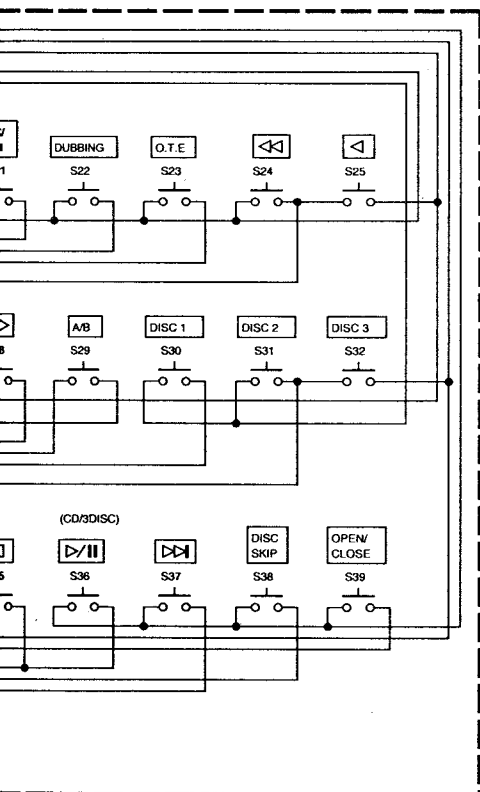 DUBBING
O.T.E
S22
S23
S24
S25
A/B
DISC 1
DISC 2
DISC 3
S29
S30
S31
S32
(CD/3DISC)
DISC
SKIP
OPEN/
CLOSE
S36
S37
S38
S39